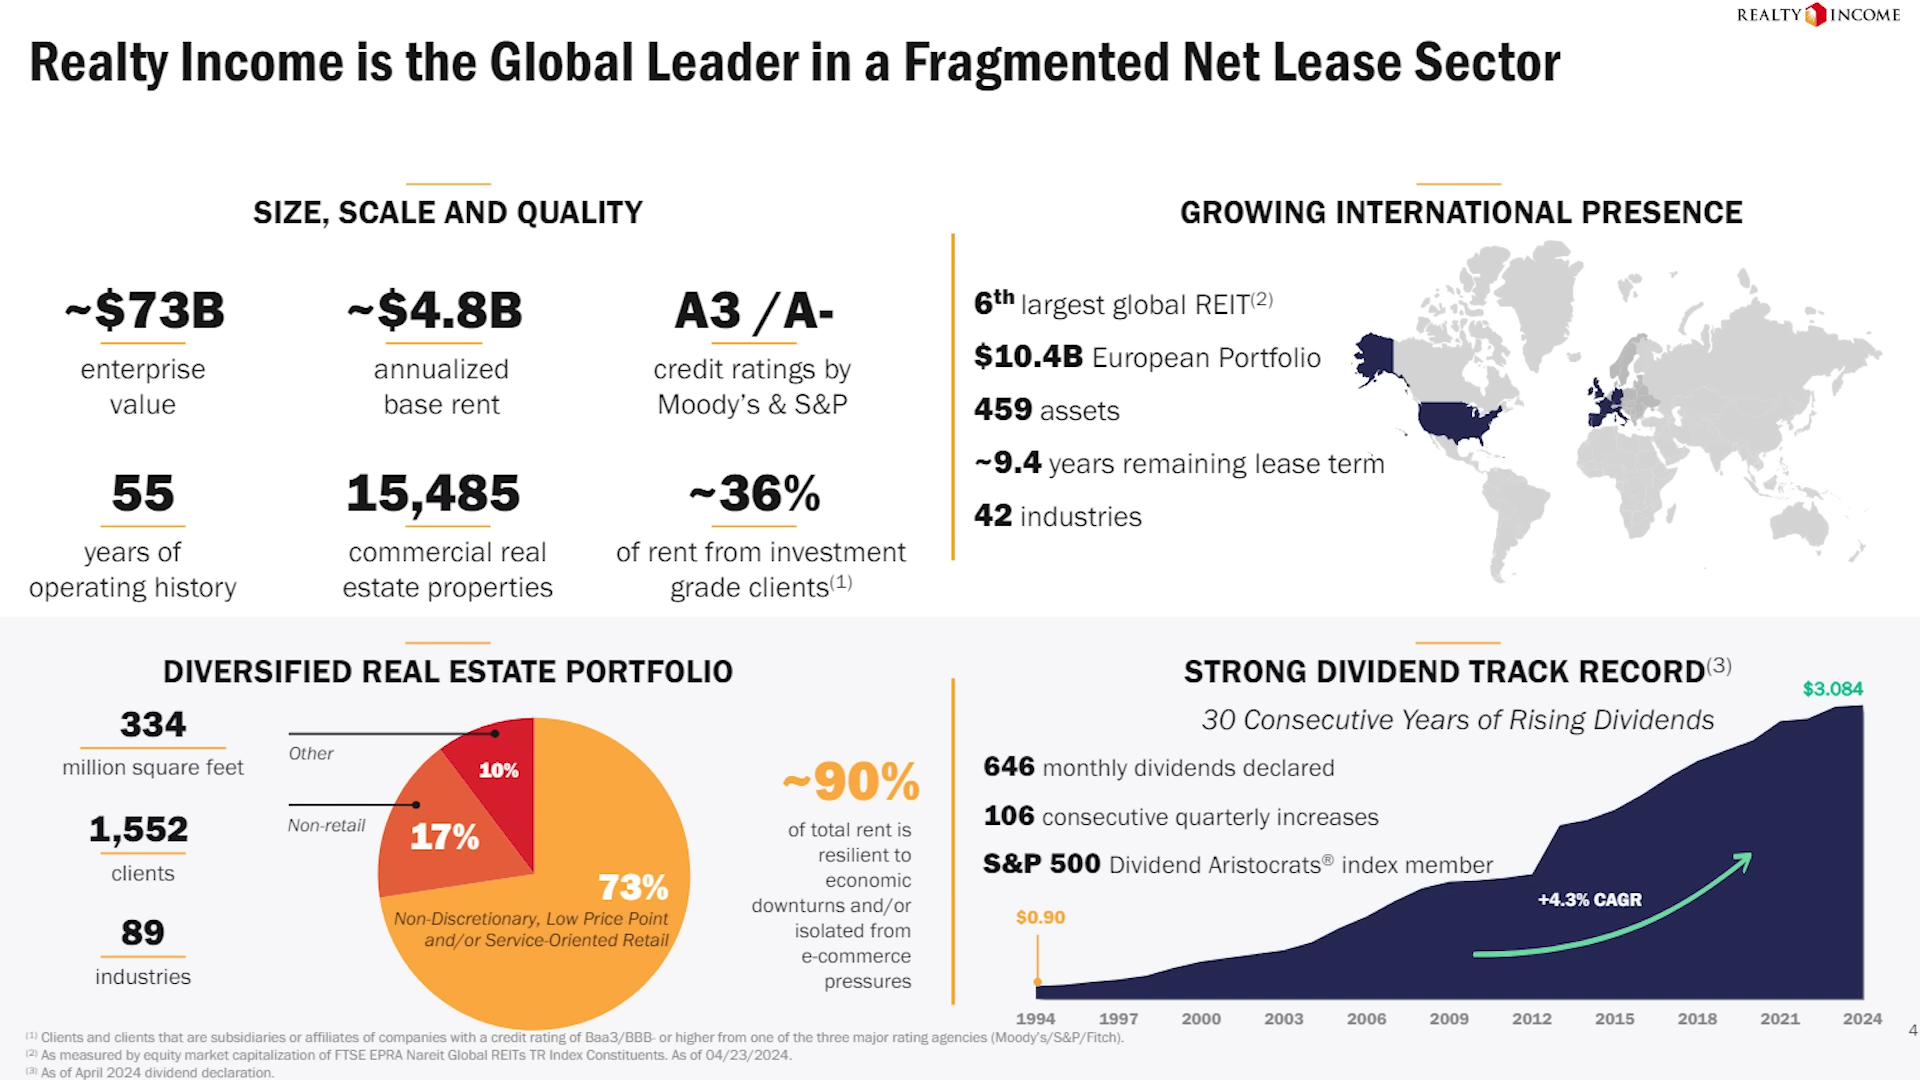 REALTY INCOME
Realty Income is the Global Leader in a Fragmented Net Lease Sector
SIZE, SCALE AND QUALITY
~$73B
enterprise
value
~$4.8B
annualized
base rent
A3 /A-
credit ratings by
Moody's & S&P
55
years of
operating history
15,485
commercial real
estate properties
~36%
of rent from investment
grade clients(1)
GROWING INTERNATIONAL PRESENCE
6th largest global REIT(2)
$10.4B European Portfolio
459 assets
~9.4 years remaining lease term
42 industries
DIVERSIFIED REAL ESTATE PORTFOLIO
334
million square feet
1,552
clients
89
industries
Other
Non-retail
10%
17%
73%
Non-Discretionary, Low Price Point
and/or Service-Oriented Retail
~90%
of total rent is
resilient to
economic
downturns and/or
isolated from
e-commerce
pressures
STRONG DIVIDEND TRACK RECORD(3)
30 Consecutive Years of Rising Dividends
646 monthly dividends declared
106 consecutive quarterly increases
S&P 500 Dividend Aristocrats® index member
$0.90
$3.084
+4.3% CAGR
1994 1997 2000 2003 2006 2009 2012 2015 2018 2021 2024
(1) Clients and clients that are subsidiaries or affiliates of companies with a credit rating of Baa3/BBB- or higher from one of the three major rating agencies (Moody's/S&P/Fitch).
(2) As measured by equity market capitalization of FTSE EPRA Nareit Global REITs TR Index Constituents. As of 04/23/2024.
(3) As of April 2024 dividend declaration.
4